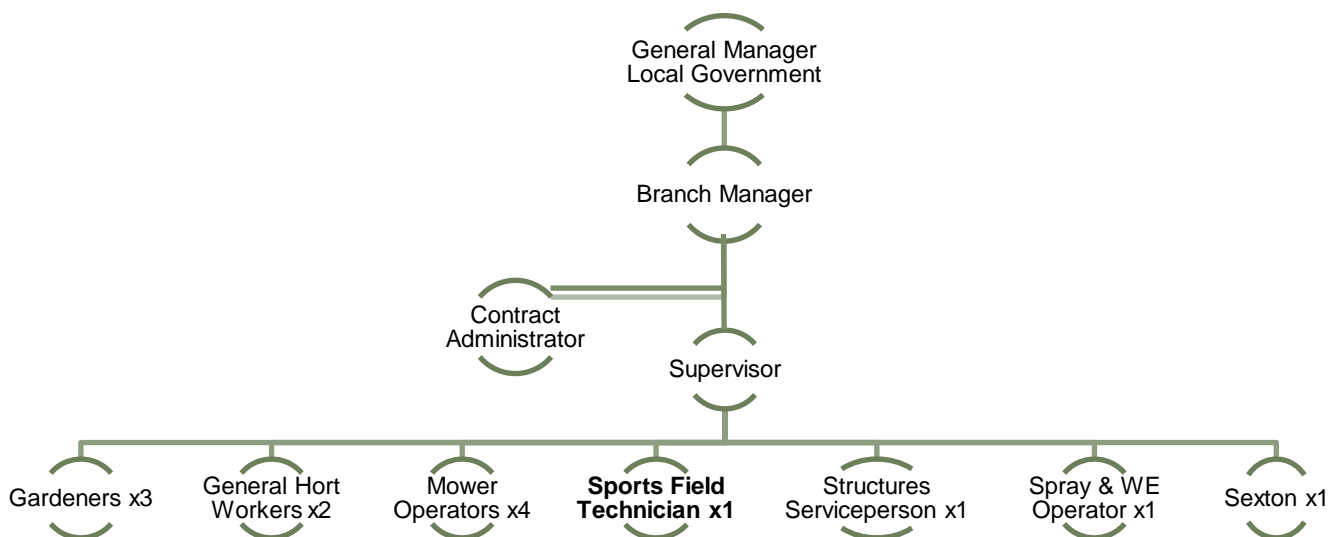 General Manager
Local Government
Branch Manager
Contract
Administrator
Supervisor
Gardeners x3
General Hort
Workers x2
Mower
Operators x4
Sports Field
Technician x1
Structures
Serviceperson x1
Spray & WE
Operator x1
Sexton x1